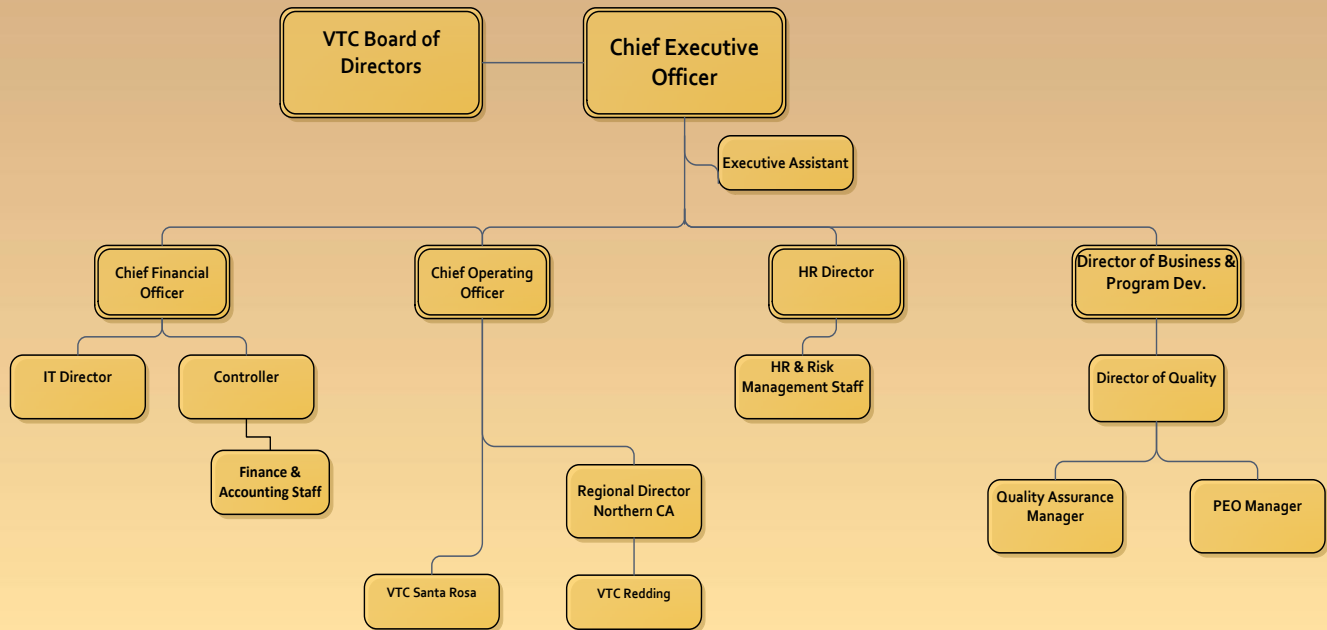 VTC Board of
Directors
Chief Executive
Officer
Executive Assistant
Chief Financial
Officer
Chief Operating
Officer
HR Director
Director of Business &
Program Dev.
IT Director
Controller
HR & Risk
Management Staff
Director of Quality
Finance &
Accounting Staff
Regional Director
Northern CA
Quality Assurance
Manager
PEO Manager
VTC Santa Rosa
VTC Redding